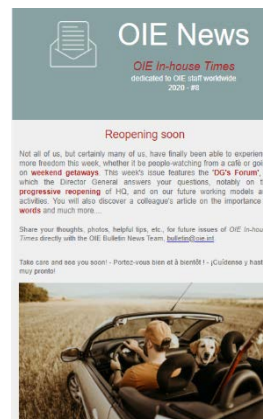 OIE News
OIE In-house Times
dedicated to OIE staff worldwide
2020 - #8
Reopening soon
Not all of us, but certainly many of us, have finally been able to experien
more freedom this week, whether it be people-watching from a cafe or goi
on weekend getaways. This week's issue features the 'DG's Forum',
which the Director General answers your questions, notably on t
progressive reopening of HQ, and on our future working models a
activities. You will also discover a colleague's article on the importance
words and much more...
Share your thoughts, photos, helpful tips, etc., for future issues of OIE In-hou
Times directly with the OIE Bulletin News Team, bulletin@oie.int.
Take care and see you soon! - Portez-vous bien et à bientôt ! - ¡Cuídense y hast
muy pronto!